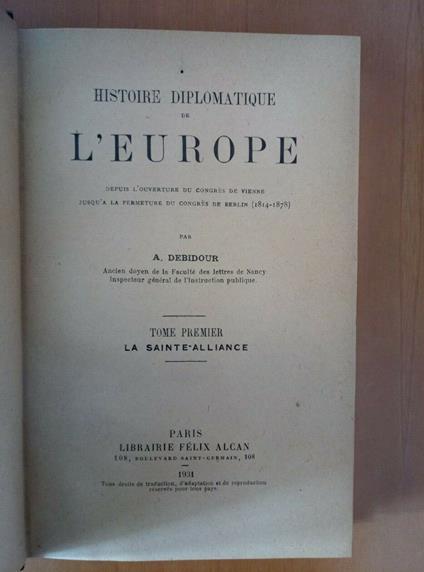 HISTOIRE DIPLOMATIQUE
DE
L'EUROPE
DEPUIS L'OUVERTURE DU CONGRÈS DE VIENNE
JUSQU'A LA FERMETURE DU CONGRÈS DE BERLIN (1814-1878)
PAR
A. DEBIDOUR
Ancien doyen de la Faculté des lettres de Nancy
Inspecteur général de l'Instruction publique.
TOME PREMIER
LA SAINTE-ALLIANCE
PARIS
LIBRAIRIE FÉLIX ALCAN
108, BOULEVARD SAINT-GERMAIN, 108
1931
Tous droits de traduction, d'adaptation et de reproduction
réservés pour tous pays.